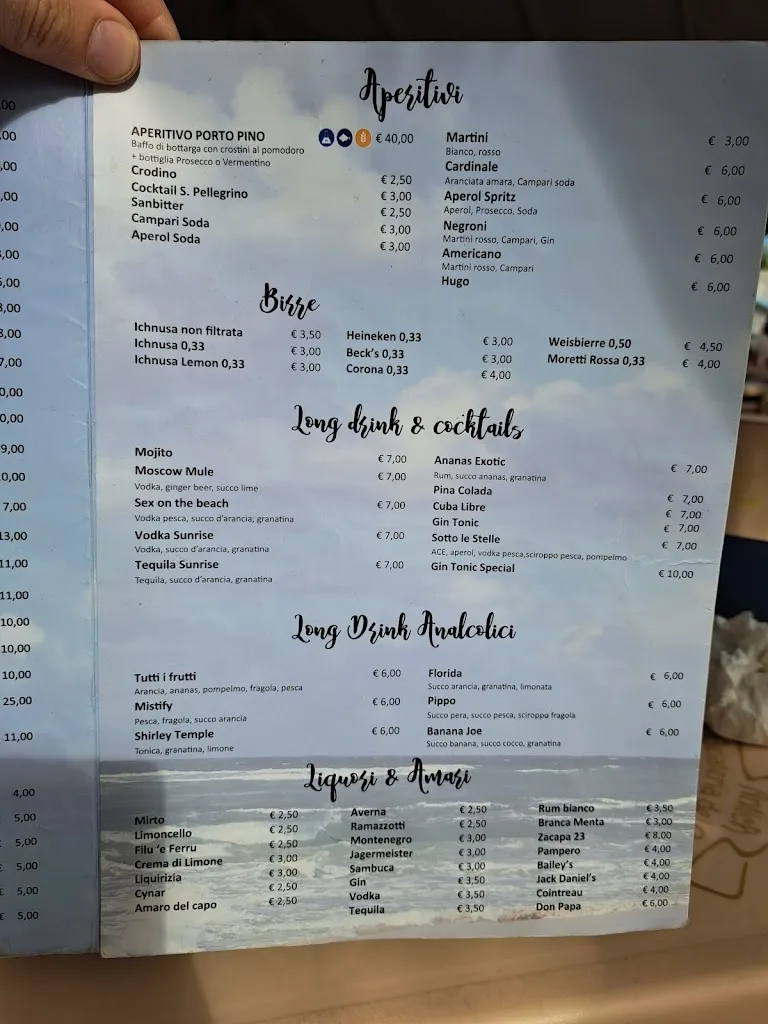 Aperitivi
APERITIVO PORTO PINO € 40,00
Baffo di bottarga con crostini al pomodoro
+ bottiglia Prosecco o Vermentino
Crodino € 2,50
Cocktail S. Pellegrino € 3,00
Sanbitter € 2,50
Campari Soda € 3,00
Aperol Soda € 3,00
Martini € 3,00
Bianco, rosso
Cardinale € 6,00
Aranciata amara, Campari soda
Aperol Spritz € 6,00
Aperol, Prosecco, Soda
Negroni € 6,00
Martini rosso, Campari, Gin
Americano € 6,00
Martini rosso, Campari
Hugo € 6,00
Birre
Ichnusa non filtrata € 3,50
Ichnusa 0,33 € 3,00
Ichnusa Lemon 0,33 € 3,00
Heineken 0,33 € 3,00
Beck's 0,33 € 3,00
Corona 0,33 € 4,00
Weisbierre 0,50 € 4,50
Moretti Rossa 0,33 € 4,00
Long drink & cocktails
Mojito € 7,00
Moscow Mule € 7,00
Vodka, ginger beer, succo lime
Sex on the beach € 7,00
Vodka pesca, succo d'arancia, granatina
Vodka Sunrise € 7,00
Vodka, succo d'arancia, granatina
Tequila Sunrise € 7,00
Tequila, succo d'arancia, granatina
Ananas Exotic € 7,00
Rum, succo ananas, granatina
Pina Colada € 7,00
Cuba Libre € 7,00
Gin Tonic € 7,00
Sotto le Stelle € 7,00
ACE, aperol, vodka pesca,sciroppo pesca, pompelmo
Gin Tonic Special € 10,00
Long Drink Analcolici
Tutti i frutti € 6,00
Arancia, ananas, pompelmo, fragola, pesca
Mistify € 6,00
Pesca, fragola, succo arancia
Shirley Temple € 6,00
Tonica, granatina, limone
Florida € 6,00
Succo arancia, granatina, limonata
Pippo € 6,00
Succo pera, succo pesca, sciroppo fragola
Banana Joe € 6,00
Succo banana, succo cocco, granatina
Liquori & Amari
Mirto € 2,50
Limoncello € 2,50
Filu 'e Ferru € 2,50
Crema di Limone € 3,00
Liquirizia € 3,00
Cynar € 2,50
Amaro del capo € 2,50
Averna € 2,50
Ramazzotti € 2,50
Montenegro € 3,00
Jagermeister € 3,00
Sambuca € 3,00
Gin € 3,50
Vodka € 3,50
Tequila € 3,50
Rum bianco € 3,50
Branca Menta € 3,00
Zacapa 23 € 8,00
Pampero € 4,00
Bailey's € 4,00
Jack Daniel's € 4,00
Cointreau € 4,00
Don Papa € 6,00